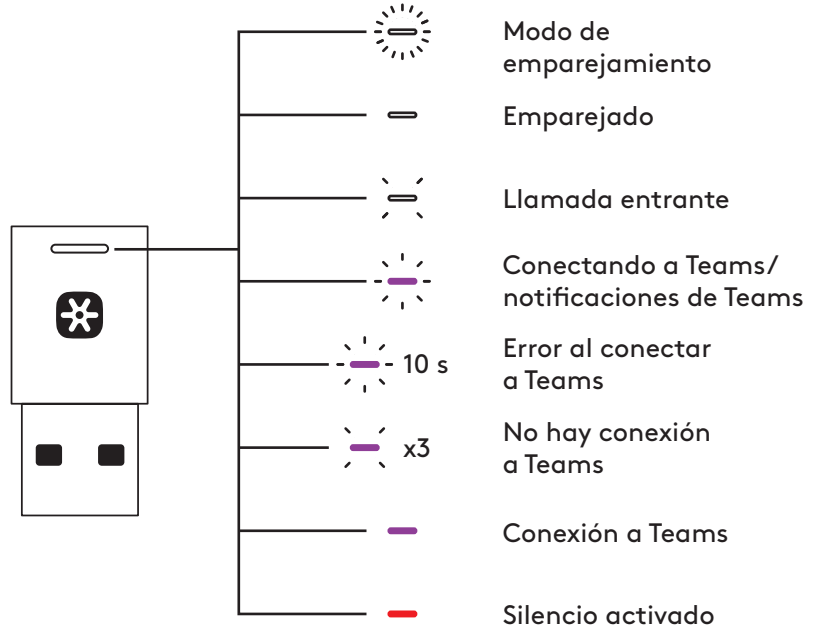 Modo de
emparejamiento
Emparejado
Llamada entrante
Conectando a Teams/
notificaciones de Teams
10 s
Error al conectar
a Teams
x3
No hay conexión
a Teams
Conexión a Teams
Silencio activado